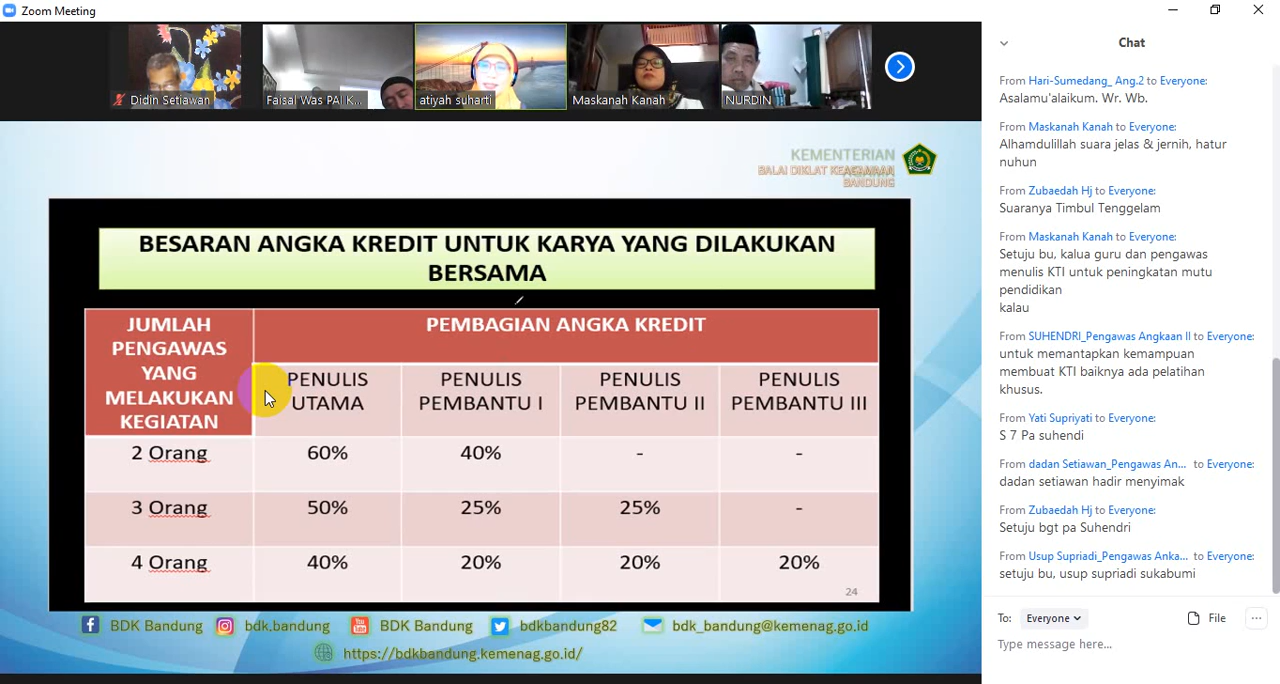 Zoom Meeting
Didin Setiawan
Faisal Was PAI K...
atiyah suharti
Maskanah Kanah
NURDIN
KEMENTERIAN
BALAI DIKLAT KEAGAMAAN
BANDUNG
BESARAN ANGKA KREDIT UNTUK KARYA YANG DILAKUKAN
BERSAMA
JUMLAH
PENGAWAS
YANG
MELAKUKAN
KEGIATAN
PEMBAGIAN ANGKA KREDIT
PENULIS
UTAMA
PENULIS
PEMBANTU I
PENULIS
PEMBANTU II
PENULIS
PEMBANTU III
2 Orang 60% 40% - -
3 Orang 50% 25% 25% -
4 Orang 40% 20% 20% 20%
24
BDK Bandung bdk.bandung BDK Bandung bdkbandung82 bdk_bandung@kemenag.go.id
https://bdkbandung.kemenag.go.id/
Chat
From Hari-Sumedang_ Ang.2 to Everyone:
Asalamu'alaikum. Wr. Wb.
From Maskanah Kanah to Everyone:
Alhamdulillah suara jelas & jernih, hatur
nuhun
From Zubaedah Hj to Everyone:
Suaranya Timbul Tenggelam
From Maskanah Kanah to Everyone:
Setuju bu, kalua guru dan pengawas
menulis KTI untuk peningkatan mutu
pendidikan
kalau
From SUHENDRI_Pengawas Angkaan II to Everyone:
untuk memantapkan kemampuan
membuat KTI baiknya ada pelatihan
khusus.
From Yati Supriyati to Everyone:
S 7 Pa suhendi
From dadan Setiawan_Pengawas An... to Everyone:
dadan setiawan hadir menyimak
From Zubaedah Hj to Everyone:
Setuju bgt pa Suhendri
From Usup Supriadi_Pengawas Anka... to Everyone:
setuju bu, usup supriadi sukabumi
To: Everyone File ...
Type message here...